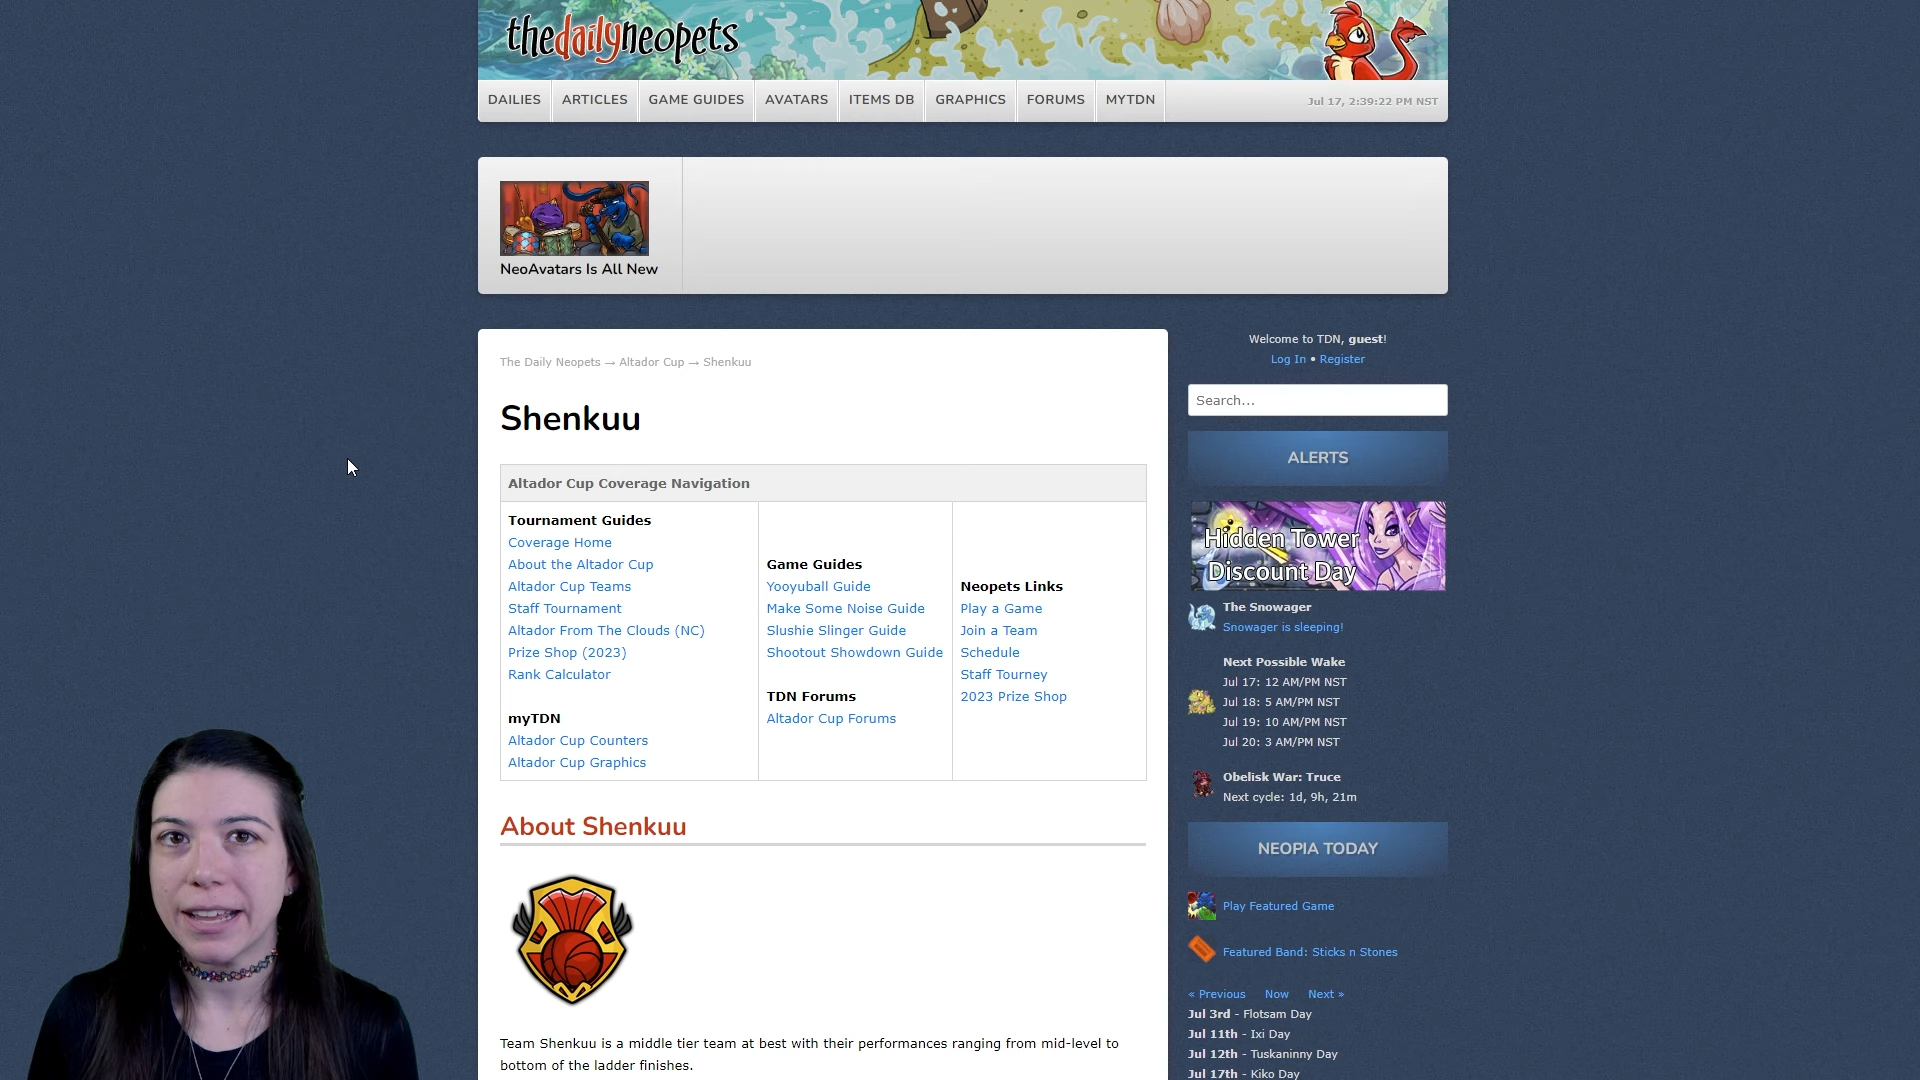 thedailyneopets
DAILIES
ARTICLES
GAME GUIDES
AVATARS
ITEMS DB
GRAPHICS
FORUMS
MYTDN
Jul 17, 2:39:22 PM NST
NeoAvatars Is All New
The Daily Neopets → Altador Cup → Shenkuu
Shenkuu
Altador Cup Coverage Navigation
Tournament Guides
Coverage Home
About the Altador Cup
Altador Cup Teams
Staff Tournament
Altador From The Clouds (NC)
Prize Shop (2023)
Rank Calculator
myTDN
Altador Cup Counters
Altador Cup Graphics
Game Guides
Yooyuball Guide
Make Some Noise Guide
Slushie Slinger Guide
Shootout Showdown Guide
TDN Forums
Altador Cup Forums
Neopets Links
Play a Game
Join a Team
Schedule
Staff Tourney
2023 Prize Shop
About Shenkuu
Team Shenkuu is a middle tier team at best with their performances ranging from mid-level to
bottom of the ladder finishes.
Welcome to TDN, guest!
Log In • Register
Search...
ALERTS
Hidden Tower
Discount Day
The Snowager
Snowager is sleeping!
Next Possible Wake
Jul 17: 12 AM/PM NST
Jul 18: 5 AM/PM NST
Jul 19: 10 AM/PM NST
Jul 20: 3 AM/PM NST
Obelisk War: Truce
Next cycle: 1d, 9h, 21m
NEOPIA TODAY
Play Featured Game
Featured Band: Sticks n Stones
« Previous
Now
Next »
Jul 3rd - Flotsam Day
Jul 11th - Ixi Day
Jul 12th - Tuskaninny Day
Jul 17th - Kiko Day